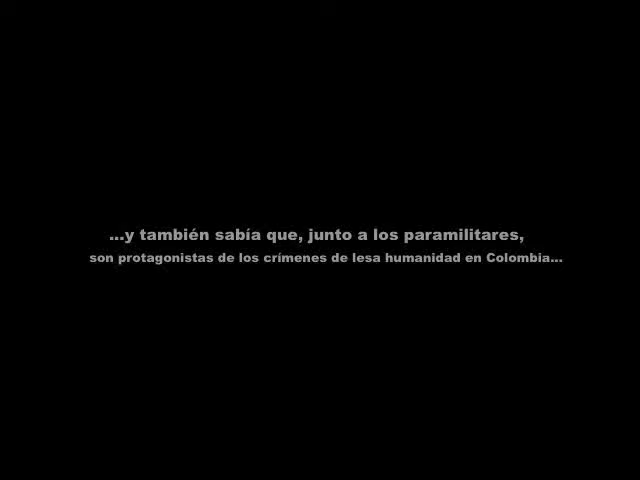 ...y también sabía que, junto a los paramilitares,
son protagonistas de los crímenes de lesa humanidad en Colombia...